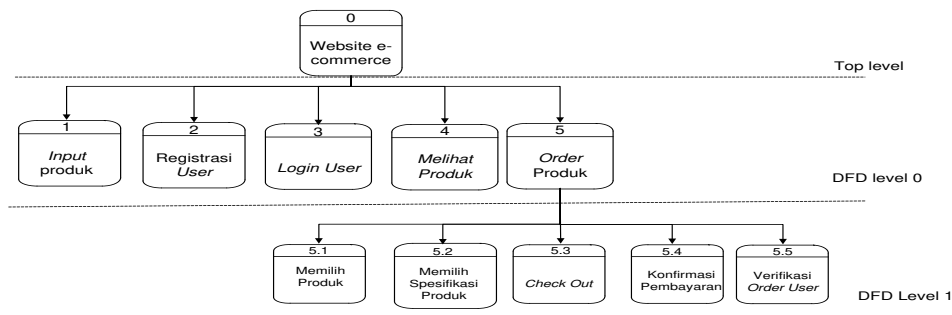 0
Website e-
commerce
Top level
1
Input
produk
2
Registrasi
User
3
Login User
4
Melihat
Produk
5
Order
Produk
DFD level 0
5.1
Memilih
Produk
5.2
Memilih
Spesifikasi
Produk
5.3
Check Out
5.4
Konfirmasi
Pembayaran
5.5
Verifikasi
Order User
DFD Level 1